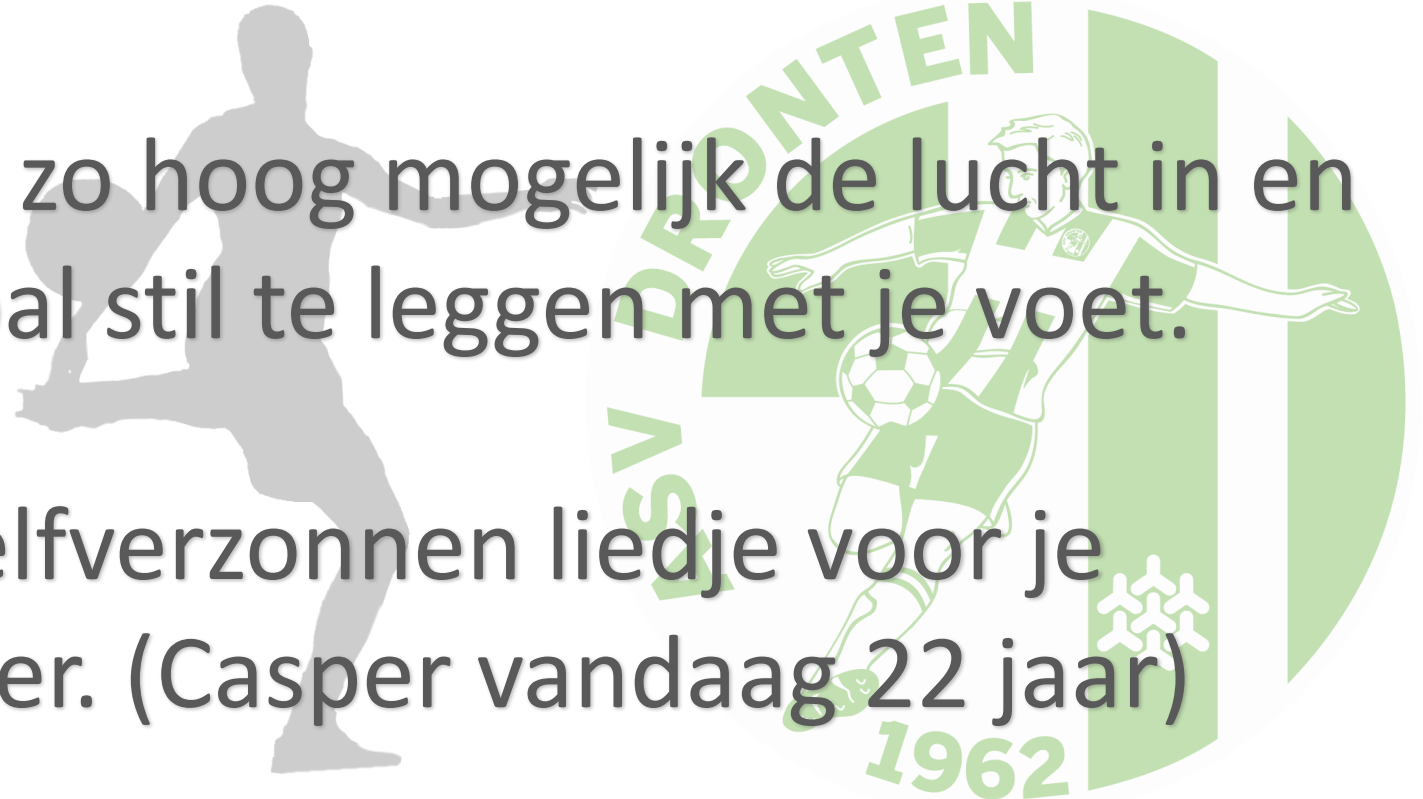 zo hoog mogelijk de lucht in en
al stil te leggen met je voet.
elfverzonnen liedje voor je
er. (Casper vandaag 22 jaar)
ASV DRONTEN
1962